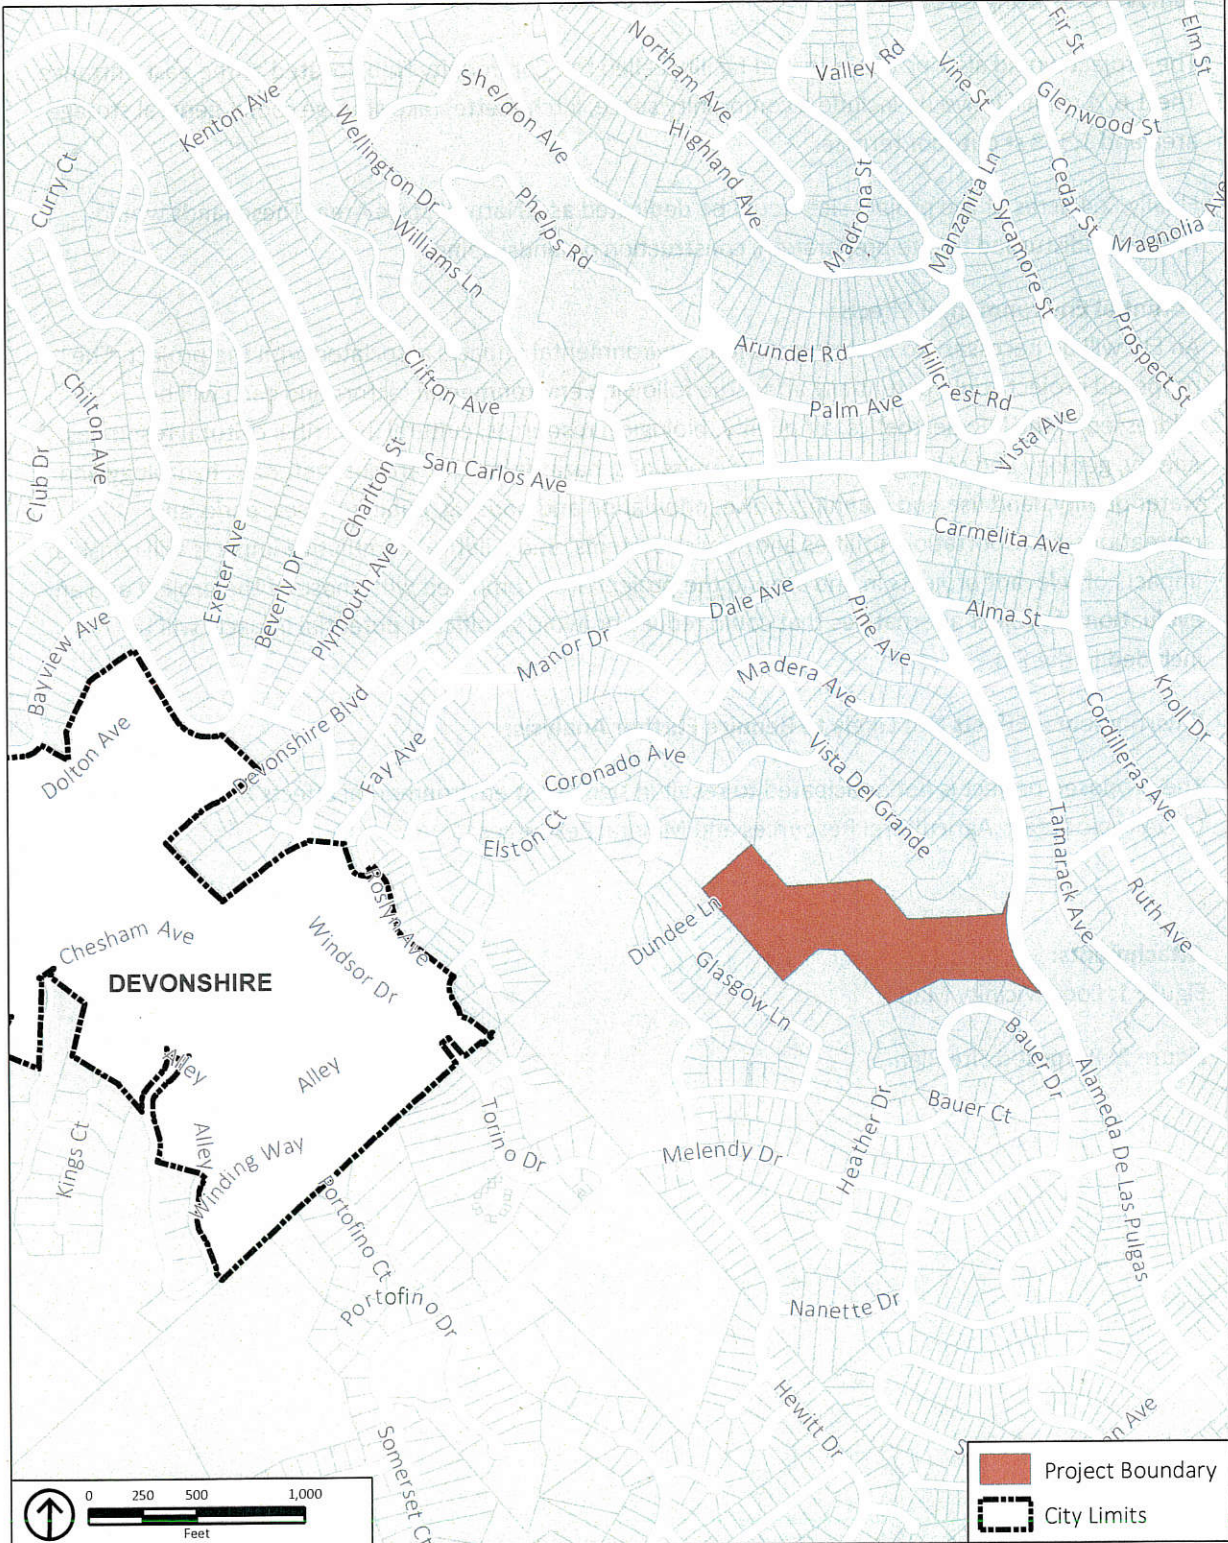 Fir St
Elm St
Northam Ave
Valley Rd
Vine St
Glenwood St
Sheldon Ave
Kenton Ave
Wellington Dr
Highland Ave
Curry Ct
Phelps Rd
Williams Ln
Madrona St
Manzanita Ln
Sycamore St
Cedar St
Magnolia Ave
Prospect St
Arundel Rd
Hillcrest Rd
Clifton Ave
Palm Ave
Vista Ave
Chilton Ave
Club Dr
Charlton St
San Carlos Ave
Carmelita Ave
Exeter Ave
Beverly Dr
Plymouth Ave
Dale Ave
Pine Ave
Alma St
Bayview Ave
Manor Dr
Madera Ave
Knoll Dr
Cordilleras Ave
Dolton Ave
Devonshire Blvd
Fay Ave
Coronado Ave
Vista Del Grande
Elston Ct
Tamarack Ave
Ruth Ave
Roslyn Ave
Dundee Ln
Chesham Ave
Windsor Dr
Glasgow Ln
DEVONSHIRE
Bauer Dr
Alley
Alley
Bauer Ct
Alameda De Las Pulgas
Kings Ct
Alley
Winding Way
Torino Dr
Melendy Dr
Heather Dr
Portofino Ct
Portofino Dr
Nanette Dr
Hewitt Dr
Somerset Ct
Ave
Project Boundary
City Limits
0 250 500 1,000
Feet